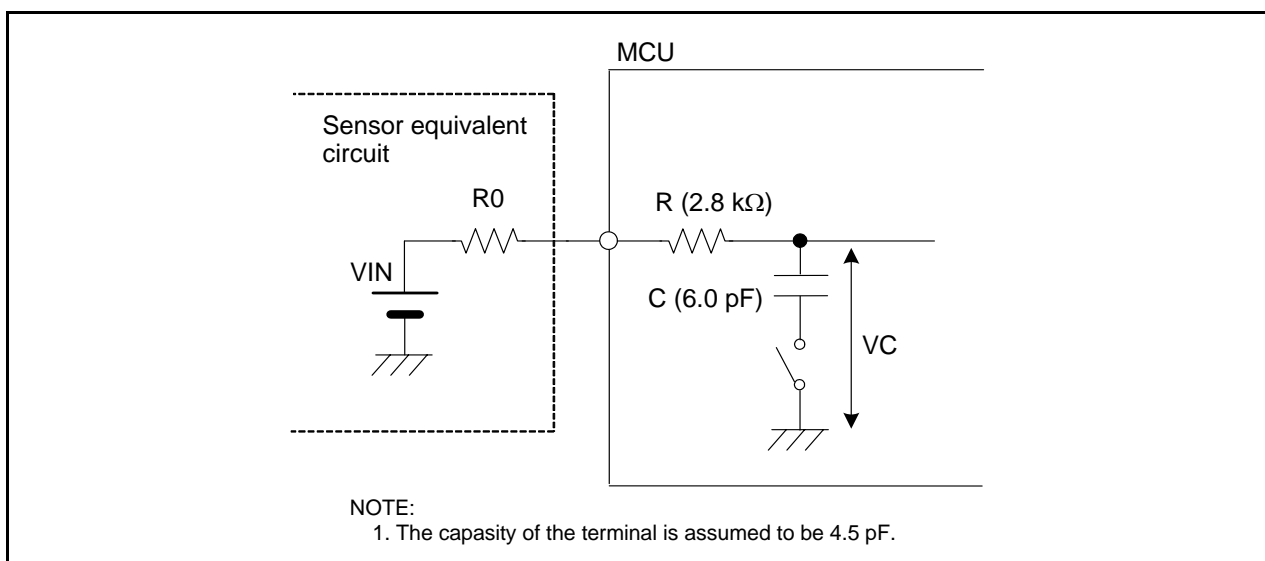 MCU
Sensor equivalent
circuit
R0
R (2.8 kΩ)
VIN
C (6.0 pF)
VC
NOTE:
1. The capasity of the terminal is assumed to be 4.5 pF.